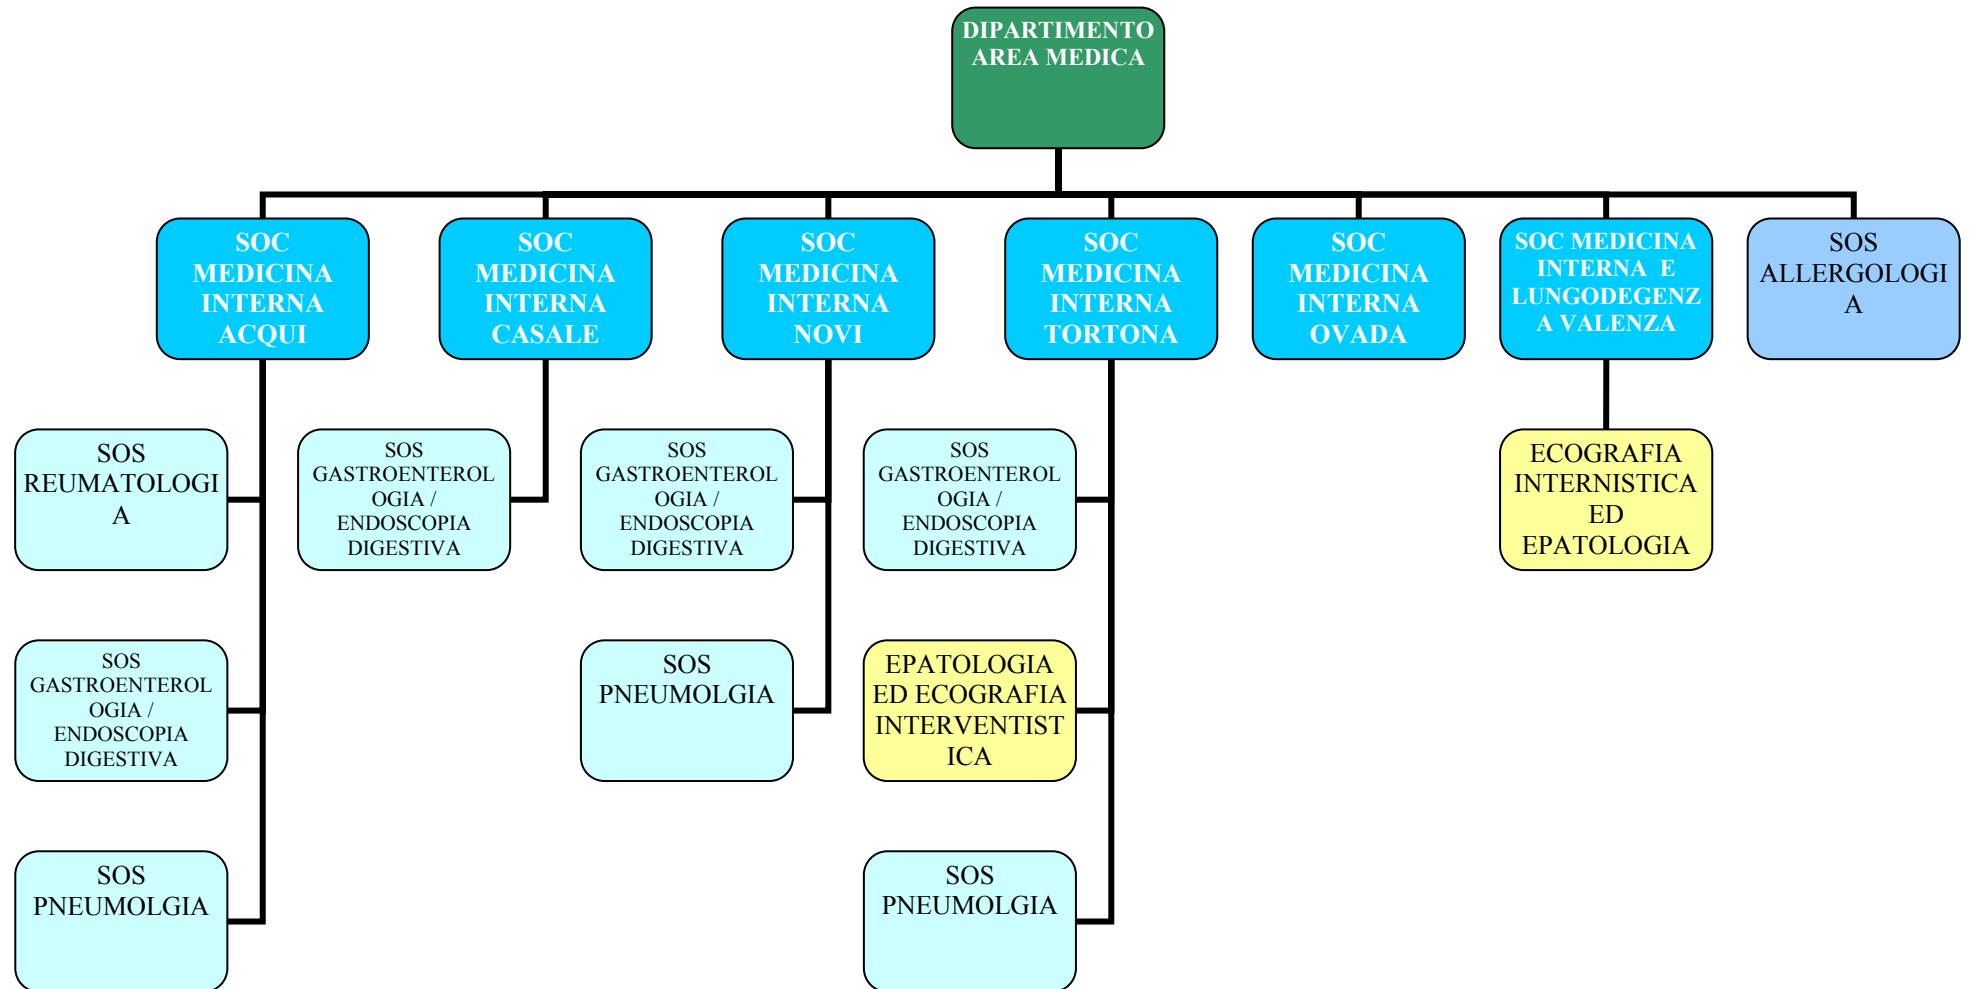 DIPARTIMENTO
AREA MEDICA
SOC
MEDICINA
INTERNA
ACQUI
SOC
MEDICINA
INTERNA
CASALE
SOC
MEDICINA
INTERNA
NOVI
SOC
MEDICINA
INTERNA
TORTONA
SOC
MEDICINA
INTERNA
OVADA
SOC MEDICINA
INTERNA E
LUNGODEGENZ
A VALENZA
SOS
ALLERGOLOGI
A
SOS
REUMATOLOGI
A
SOS
GASTROENTEROL
OGIA /
ENDOSCOPIA
DIGESTIVA
SOS
GASTROENTEROL
OGIA /
ENDOSCOPIA
DIGESTIVA
SOS
GASTROENTEROL
OGIA /
ENDOSCOPIA
DIGESTIVA
ECOGRAFIA
INTERNISTICA
ED
EPATOLOGIA
SOS
GASTROENTEROL
OGIA /
ENDOSCOPIA
DIGESTIVA
SOS
PNEUMOLGIA
EPATOLOGIA
ED ECOGRAFIA
INTERVENTIST
ICA
SOS
PNEUMOLGIA
SOS
PNEUMOLGIA